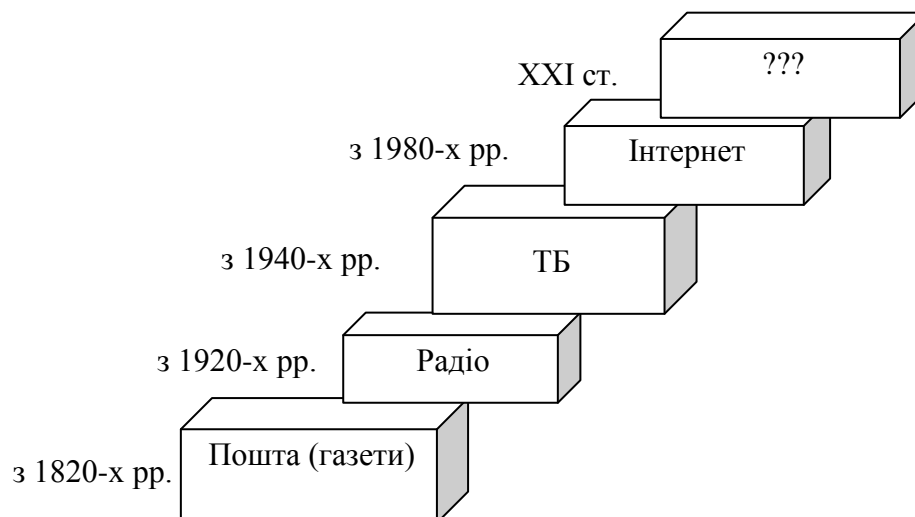 ???
XXI ст.
з 1980-х рр.
Інтернет
з 1940-х рр.
ТБ
з 1920-х рр.
Радіо
з 1820-х рр.
Пошта (газети)